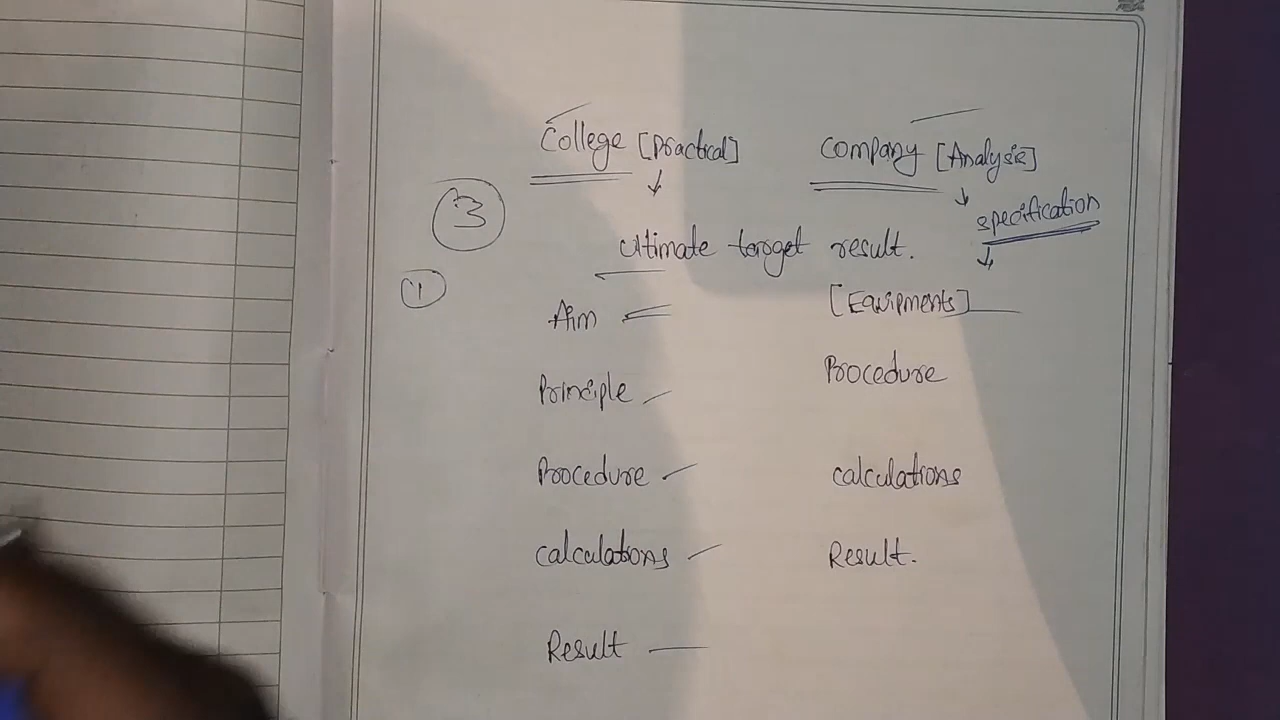 College [Practical] Company [Analysis]
3 specification
Ultimate target result.
1
Aim [Equipments]
Principle Procedure
Procedure calculations
calculations Result.
Result